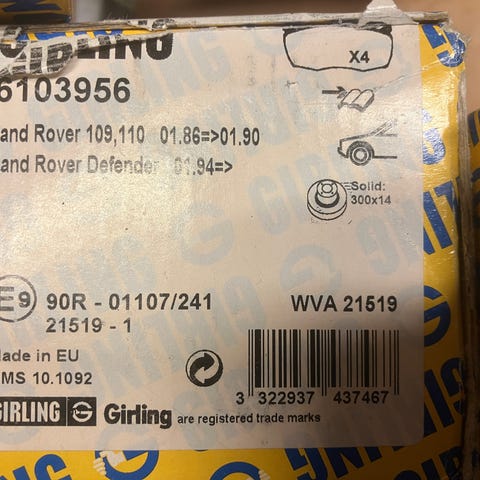 GIRLING
6103956
X4
and Rover 109,110 01.86=>01.90
and Rover Defender 01.94=>
Solid:
300x14
E9 90R - 01107/241
21519 - 1
WVA 21519
Made in EU
MS 10.1092
3 322937 437467
GIRLING G Girling are registered trade marks